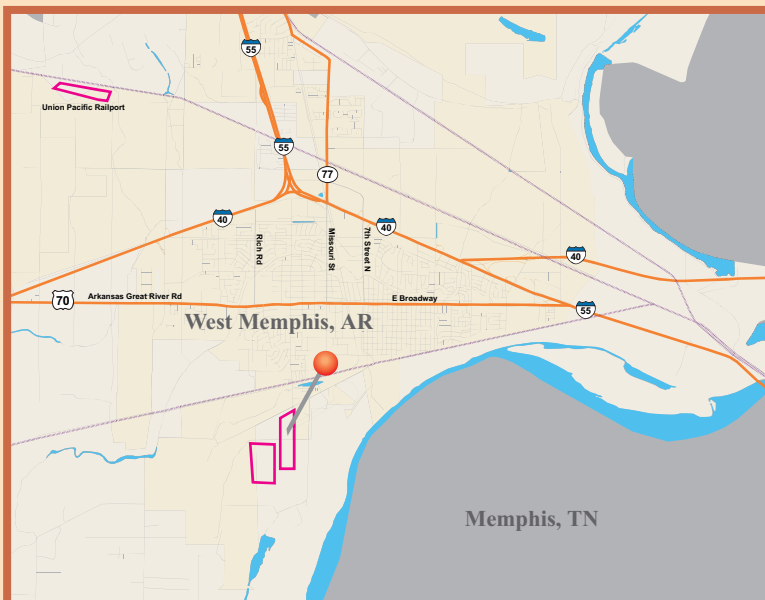 55
Union Pacific Railport
55
77
40
40
Rich Rd
Missouri St
7th Street N
40
70
Arkansas Great River Rd
E Broadway
55
West Memphis, AR
Memphis, TN